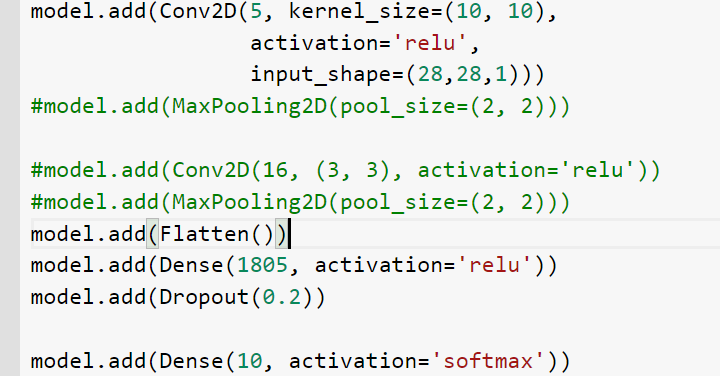 model.add(Conv2D(5, kernel_size=(10, 10),
                 activation='relu',
                 input_shape=(28,28,1)))
#model.add(MaxPooling2D(pool_size=(2, 2)))

#model.add(Conv2D(16, (3, 3), activation='relu'))
#model.add(MaxPooling2D(pool_size=(2, 2)))
model.add(Flatten())
model.add(Dense(1805, activation='relu'))
model.add(Dropout(0.2))

model.add(Dense(10, activation='softmax'))